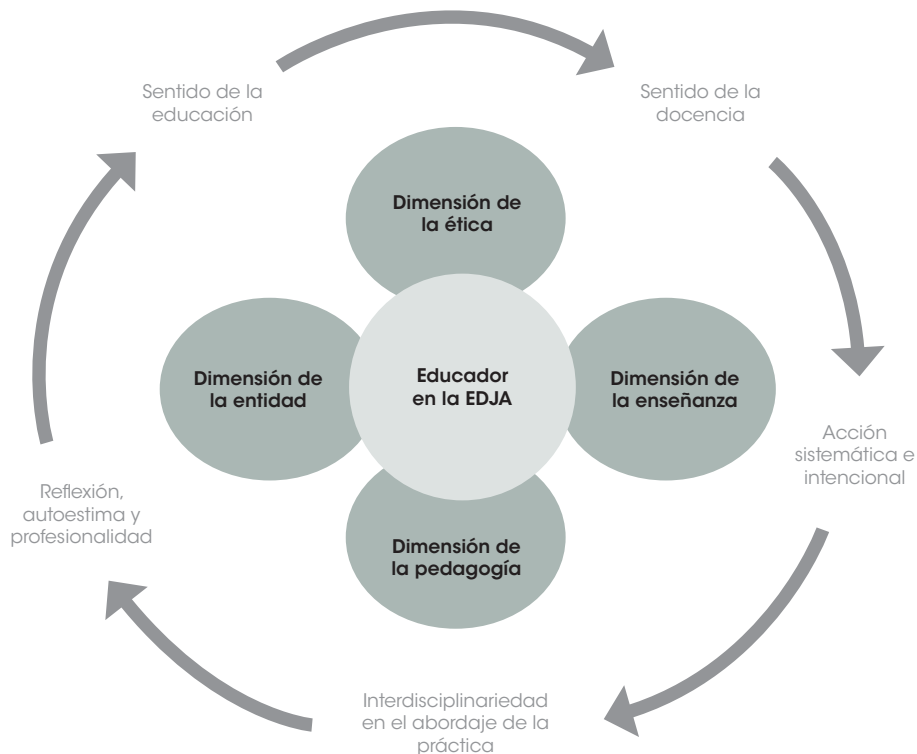 Sentido de la
educación
Sentido de la
docencia
Dimensión de
la ética
Dimensión de
la entidad
Educador
en la EDJA
Dimensión de
la enseñanza
Acción
sistemática e
intencional
Reflexión,
autoestima y
profesionalidad
Dimensión de
la pedagogía
Interdisciplinariedad
en el abordaje de la
práctica